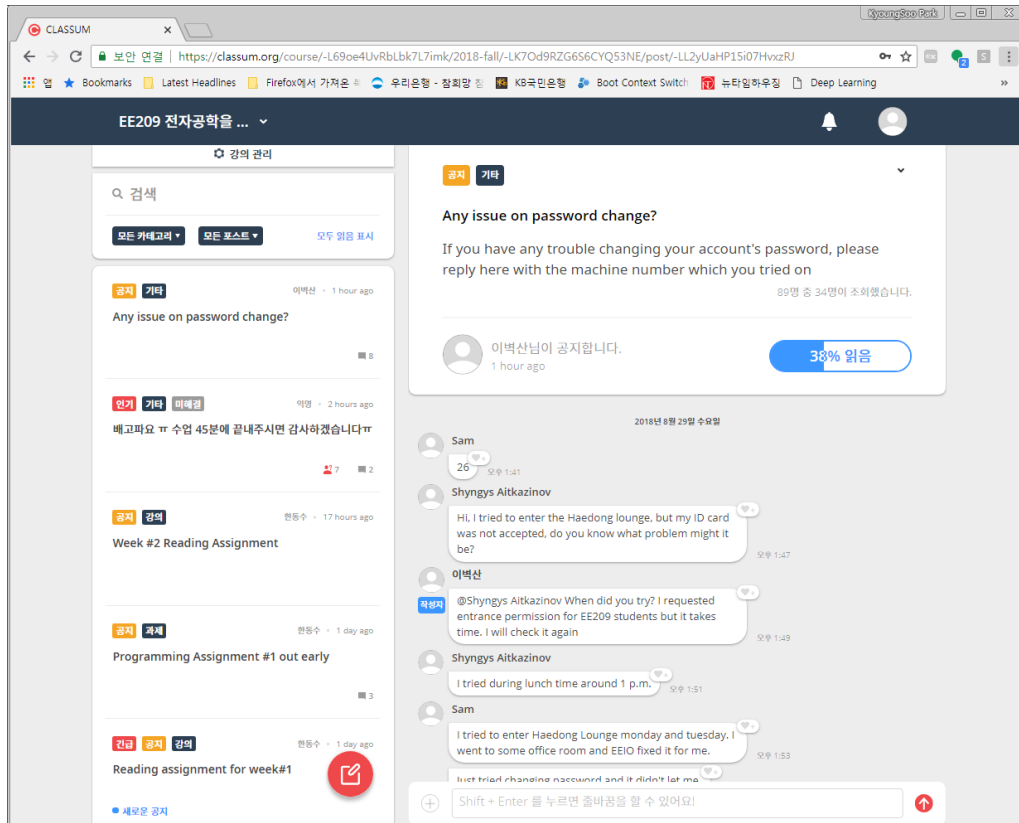 KyoungSoo Park
CLASSUM
보안 연결 | https://classum.org/course/-L69oe4UvRbLbk7L7imk/2018-fall/-LK7Od9RZG6S6CYQ53NE/post/-LL2yUaHP15i07HvxzRJ
앱 Bookmarks Latest Headlines Firefox에서 가져온 우리은행 - 참희망 KB국민은행 Boot Context Switch 뉴타임하우징 Deep Learning »
EE209 전자공학을 ...
강의 관리
검색
모든 카테고리 ▾ 모든 포스트 ▾ 모두 읽음 표시
공지 기타 이벽산 · 1 hour ago
Any issue on password change?
8
인기 기타 미해결 이영 · 2 hours ago
배고파요 ㅠ 수업 45분에 끝내주시면 감사하겠습니다ㅠ
7 2
공지 강의 한동수 · 17 hours ago
Week #2 Reading Assignment
공지 과제 한동수 · 1 day ago
Programming Assignment #1 out early
3
긴급 공지 강의 한동수 · 1 day ago
Reading assignment for week#1
새로운 공지
공지 기타
Any issue on password change?
If you have any trouble changing your account's password, please
reply here with the machine number which you tried on
89명 중 34명이 조회했습니다.
이벽산님이 공지합니다.
1 hour ago
38% 읽음
2018년 8월 29일 수요일
Sam
26
오후 1:41
Shyngys Aitkazinov
Hi, I tried to enter the Haedong lounge, but my ID card
was not accepted, do you know what problem might it
be?
오후 1:47
이벽산
작성자
@Shyngys Aitkazinov When did you try? I requested
entrance permission for EE209 students but it takes
time. I will check it again
오후 1:49
Shyngys Aitkazinov
I tried during lunch time around 1 p.m.
오후 1:51
Sam
I tried to enter Haedong Lounge monday and tuesday. I
went to some office room and EEIO fixed it for me.
오후 1:53
Just tried changing password and it didn't let me
Shift + Enter 를 누르면 줄바꿈을 할 수 있어요!